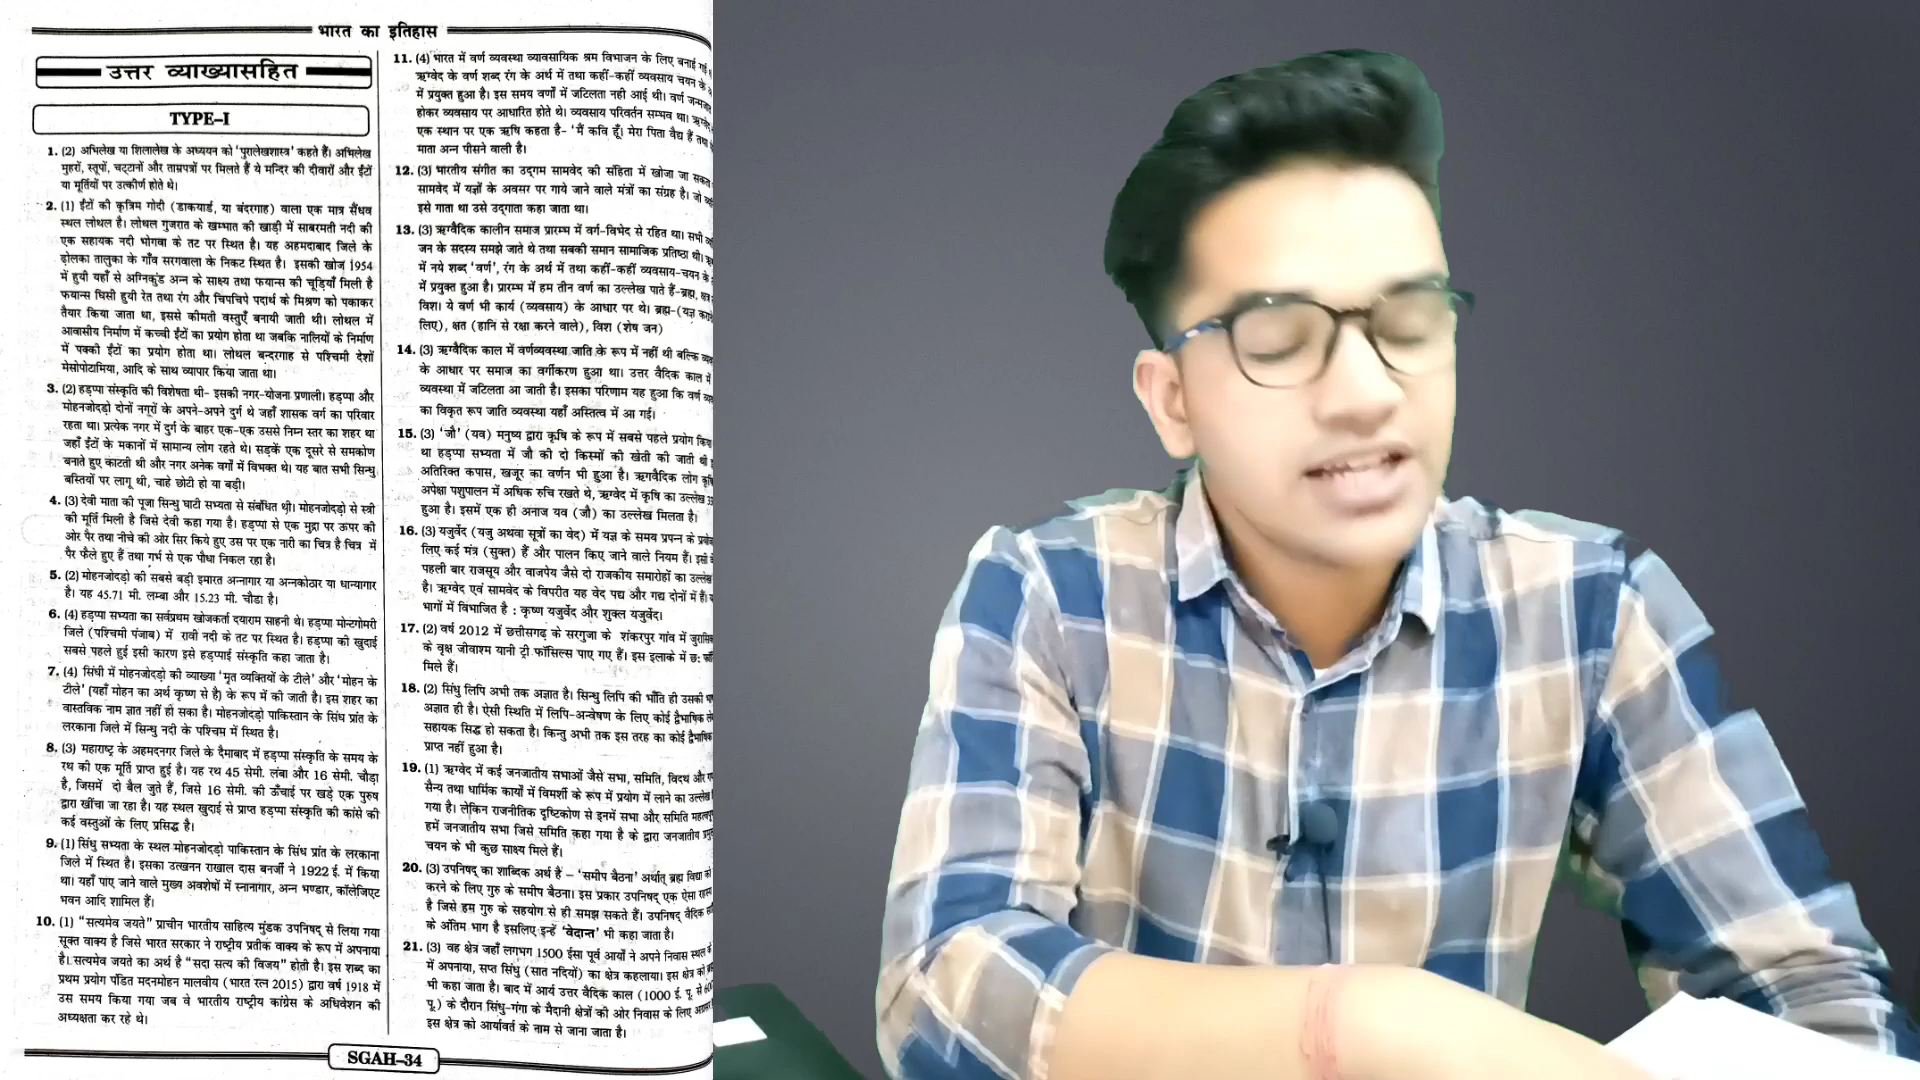 भारत का इतिहास
उत्तर व्याख्यासहित
TYPE–I
1. (2) अभिलेख या शिलालेख के अध्ययन को 'पुरालेखशास्त्र' कहते हैं। अभिलेख
मुहरों, स्तूपों, चट्टानों और ताम्रपत्रों पर मिलते हैं ये मन्दिर की दीवारों और ईंटों
या मूर्तियों पर उत्कीर्ण होते थे।
2. (1) ईंटों की कृत्रिम गोदी (डाकयार्ड, या बंदरगाह) वाला एक मात्र सैंधव
स्थल लोथल है। लोथल गुजरात के खम्भात की खाड़ी में साबरमती नदी की
एक सहायक नदी भोगवा के तट पर स्थित है। यह अहमदाबाद जिले के
ढ़ोलका तालुका के गाँव सरगवाला के निकट स्थित है। इसकी खोज 1954
में हुयी यहाँ से अग्निकुंड अन्न के साक्ष्य तथा फयान्स की चूड़ियाँ मिली है
फयान्स घिसी हुयी रेत तथा रंग और चिपचिपे पदार्थ के मिश्रण को पकाकर
तैयार किया जाता था, इससे कीमती वस्तुएँ बनायी जाती थी। लोथल में
आवासीय निर्माण में कच्ची ईंटों का प्रयोग होता था जबकि नालियों के निर्माण
में पक्की ईंटों का प्रयोग होता था। लोथल बन्दरगाह से पश्चिमी देशों
मेसोपोटामिया, आदि के साथ व्यापार किया जाता था।
3. (2) हड़प्पा संस्कृति की विशेषता थी- इसकी नगर-योजना प्रणाली। हड़प्पा और
मोहनजोदड़ो दोनों नगरों के अपने-अपने दुर्ग थे जहाँ शासक वर्ग का परिवार
रहता था। प्रत्येक नगर में दुर्ग के बाहर एक-एक उससे निम्न स्तर का शहर था
जहाँ ईंटों के मकानों में सामान्य लोग रहते थे। सड़कें एक दूसरे से समकोण
बनाते हुए काटती थी और नगर अनेक वर्गों में विभक्त थे। यह बात सभी सिन्धु
बस्तियों पर लागू थी, चाहे छोटी हो या बड़ी।
4. (3) देवी माता की पूजा सिन्धु घाटी सभ्यता से संबंधित थी। मोहनजोदड़ो से स्त्री
की मूर्ति मिली है जिसे देवी कहा गया है। हड़प्पा से एक मुद्रा पर ऊपर की
ओर पैर तथा नीचे की ओर सिर किये हुए उस पर एक नारी का चित्र है चित्र में
पैर फैले हुए हैं तथा गर्भ से एक पौधा निकल रहा है।
5. (2) मोहनजोदड़ो की सबसे बड़ी इमारत अन्नागार या अन्नकोठार या धान्यागार
है। यह 45.71 मी. लम्बा और 15.23 मी. चौडा है।
6. (4) हड़प्पा सभ्यता का सर्वप्रथम खोजकर्ता दयाराम साहनी थे। हड़प्पा मोन्टगोमरी
जिले (पश्चिमी पंजाब) में रावी नदी के तट पर स्थित है। हड़प्पा की खुदाई
सबसे पहले हुई इसी कारण इसे हड़प्पाई संस्कृति कहा जाता है।
7. (4) सिंधी में मोहनजोदड़ो की व्याख्या 'मृत व्यक्तियों के टीले' और 'मोहन के
टीले' (यहाँ मोहन का अर्थ कृष्ण से है) के रूप में की जाती है। इस शहर का
वास्तविक नाम ज्ञात नहीं हो सका है। मोहनजोदड़ो पाकिस्तान के सिंध प्रांत के
लरकाना जिले में सिन्धु नदी के पश्चिम में स्थित है।
8. (3) महाराष्ट्र के अहमदनगर जिले के दैमाबाद में हड़प्पा संस्कृति के समय के
रथ की एक मूर्ति प्राप्त हुई है। यह रथ 45 सेमी. लंबा और 16 सेमी. चौड़ा
है, जिसमें दो बैल जुते हैं, जिसे 16 सेमी. की ऊँचाई पर खड़े एक पुरुष
द्वारा खींचा जा रहा है। यह स्थल खुदाई से प्राप्त हड़प्पा संस्कृति की कांसे की
कई वस्तुओं के लिए प्रसिद्ध है।
9. (1) सिंधु सभ्यता के स्थल मोहनजोदड़ो पाकिस्तान के सिंध प्रांत के लरकाना
जिले में स्थित है। इसका उत्खनन राखाल दास बनर्जी ने 1922 ई. में किया
था। यहाँ पाए जाने वाले मुख्य अवशेषों में स्नानागार, अन्न भण्डार, कॉलेजिएट
भवन आदि शामिल हैं।
10. (1) "सत्यमेव जयते" प्राचीन भारतीय साहित्य मुंडक उपनिषद् से लिया गया
सूक्त वाक्य है जिसे भारत सरकार ने राष्ट्रीय प्रतीक वाक्य के रूप में अपनाया
है। सत्यमेव जयते का अर्थ है "सदा सत्य की विजय" होती है। इस शब्द का
प्रथम प्रयोग पंडित मदनमोहन मालवीय (भारत रत्न 2015) द्वारा वर्ष 1918 में
उस समय किया गया जब वे भारतीय राष्ट्रीय कांग्रेस के अधिवेशन की
अध्यक्षता कर रहे थे।
11. (4) भारत में वर्ण व्यवस्था व्यावसायिक श्रम विभाजन के लिए बनाई गई
ऋग्वेद के वर्ण शब्द रंग के अर्थ में तथा कहीं-कहीं व्यवसाय चयन के
में प्रयुक्त हुआ है। इस समय वर्णों में जटिलता नही आई थी। वर्ण
होकर व्यवसाय पर आधारित होते थे। व्यवसाय परिवर्तन सम्भव था।
एक स्थान पर एक ऋषि कहता है- 'मैं कवि हूँ। मेरा पिता वैद्य हैं तथा
माता अन्न पीसने वाली है।
12. (3) भारतीय संगीत का उद्गम सामवेद की संहिता में खोजा जा
सामवेद में यज्ञों के अवसर पर गाये जाने वाले मंत्रों का संग्रह है। जो
इसे गाता था उसे उद्गाता कहा जाता था।
13. (3) ऋग्वैदिक कालीन समाज प्रारम्भ में वर्ग-विभेद से रहित था। सभी
जन के सदस्य समझे जाते थे तथा सबकी समान सामाजिक प्रतिष्ठा थी।
में नये शब्द 'वर्ण', रंग के अर्थ में तथा कहीं-कहीं व्यवसाय-चयन के
में प्रयुक्त हुआ है। प्रारम्भ में हम तीन वर्ण का उल्लेख पाते हैं-ब्रह्म, क्षत्र
विश। ये वर्ण भी कार्य (व्यवसाय) के आधार पर थे। ब्रह्म-(यज्ञ
लिए), क्षत (हानि से रक्षा करने वाले), विश (शेष जन)
14. (3) ऋग्वैदिक काल में वर्णव्यवस्था जाति के रूप में नहीं थी बल्कि
के आधार पर समाज का वर्गीकरण हुआ था। उत्तर वैदिक काल में
व्यवस्था में जटिलता आ जाती है। इसका परिणाम यह हुआ कि वर्ण
का विकृत रूप जाति व्यवस्था यहाँ अस्तित्व में आ गई।
15. (3) 'जौ' (यव) मनुष्य द्वारा कृषि के रूप में सबसे पहले प्रयोग किया
था हड़प्पा सभ्यता में जौ की दो किस्मों की खेती की जाती थी
अतिरिक्त कपास, खजूर का वर्णन भी हुआ है। ऋगवैदिक लोग कृषि
अपेक्षा पशुपालन में अधिक रुचि रखते थे, ऋग्वेद में कृषि का उल्लेख
हुआ है। इसमें एक ही अनाज यव (जौ) का उल्लेख मिलता है।
16. (3) यजुर्वेद (यजु अथवा सूत्रों का वेद) में यज्ञ के समय प्रपन्न के
लिए कई मंत्र (सुक्त) हैं और पालन किए जाने वाले नियम हैं।
पहली बार राजसूय और वाजपेय जैसे दो राजकीय समारोहों का उल्लेख
है। ऋग्वेद एवं सामवेद के विपरीत यह वेद पद्य और गद्य दोनों में हैं।
भागों में विभाजित है : कृष्ण यजुर्वेद और शुक्ल यजुर्वेद।
17. (2) वर्ष 2012 में छत्तीसगढ़ के सरगुजा के शंकरपुर गांव में
के वृक्ष जीवाश्म यानी ट्री फॉसिल्स पाए गए हैं। इस इलाके में छः
मिले हैं।
18. (2) सिंधु लिपि अभी तक अज्ञात है। सिन्धु लिपि की भाँति ही उसकी
अज्ञात ही है। ऐसी स्थिति में लिपि-अन्वेषण के लिए कोई द्वैभाषिक
सहायक सिद्ध हो सकता है। किन्तु अभी तक इस तरह का कोई द्वैभाषिक
प्राप्त नहीं हुआ है।
19. (1) ऋग्वेद में कई जनजातीय सभाओं जैसे सभा, समिति, विदथ और
सैन्य तथा धार्मिक कार्यों में विमर्शी के रूप में प्रयोग में लाने का उल्लेख
गया है। लेकिन राजनीतिक दृष्टिकोण से इनमें सभा और समिति
हमें जनजातीय सभा जिसे समिति कहा गया है के द्वारा जनजातीय
चयन के भी कुछ साक्ष्य मिले हैं।
20. (3) उपनिषद् का शाब्दिक अर्थ हैं – 'समीप बैठना' अर्थात् ब्रह्म विद्या को
करने के लिए गुरु के समीप बैठना। इस प्रकार उपनिषद् एक ऐसा
है जिसे हम गुरु के सहयोग से ही समझ सकते हैं। उपनिषद् वैदिक
के अंतिम भाग है इसलिए इन्हें 'वेदान्त' भी कहा जाता है।
21. (3) वह क्षेत्र जहाँ लगभग 1500 ईसा पूर्व आर्यों ने अपने निवास स्थल
में अपनाया, सप्त सिंधु (सात नदियों) का क्षेत्र कहलाया। इस क्षेत्र को
भी कहा जाता है। बाद में आर्य उत्तर वैदिक काल (1000 ई. पू. से
पू.) के दौरान सिंधु-गंगा के मैदानी क्षेत्रों की ओर निवास के लिए
इस क्षेत्र को आर्यावर्त के नाम से जाना जाता है।
SGAH–34